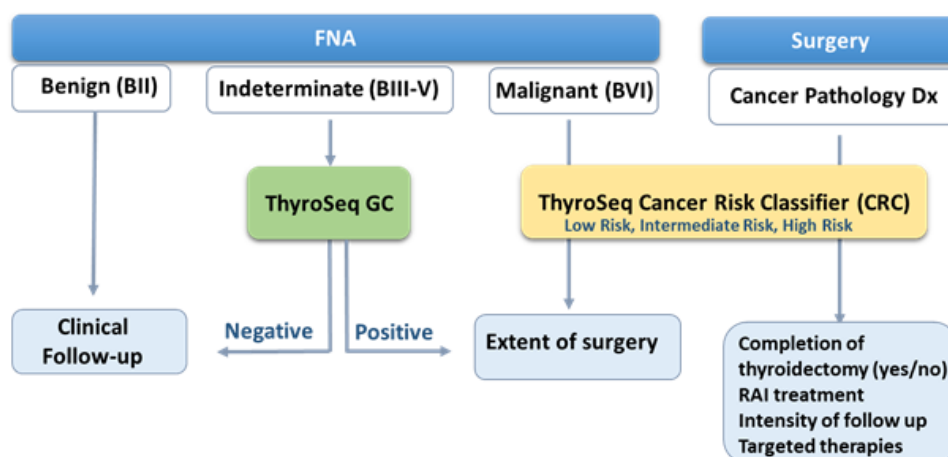 FNA
Surgery
Benign (BII)
Indeterminate (BIII-V)
Malignant (BVI)
Cancer Pathology Dx
ThyroSeq GC
ThyroSeq Cancer Risk Classifier (CRC)
Low Risk, Intermediate Risk, High Risk
Negative
Positive
Clinical
Follow-up
Extent of surgery
Completion of
thyroidectomy (yes/no)
RAI treatment
Intensity of follow up
Targeted therapies